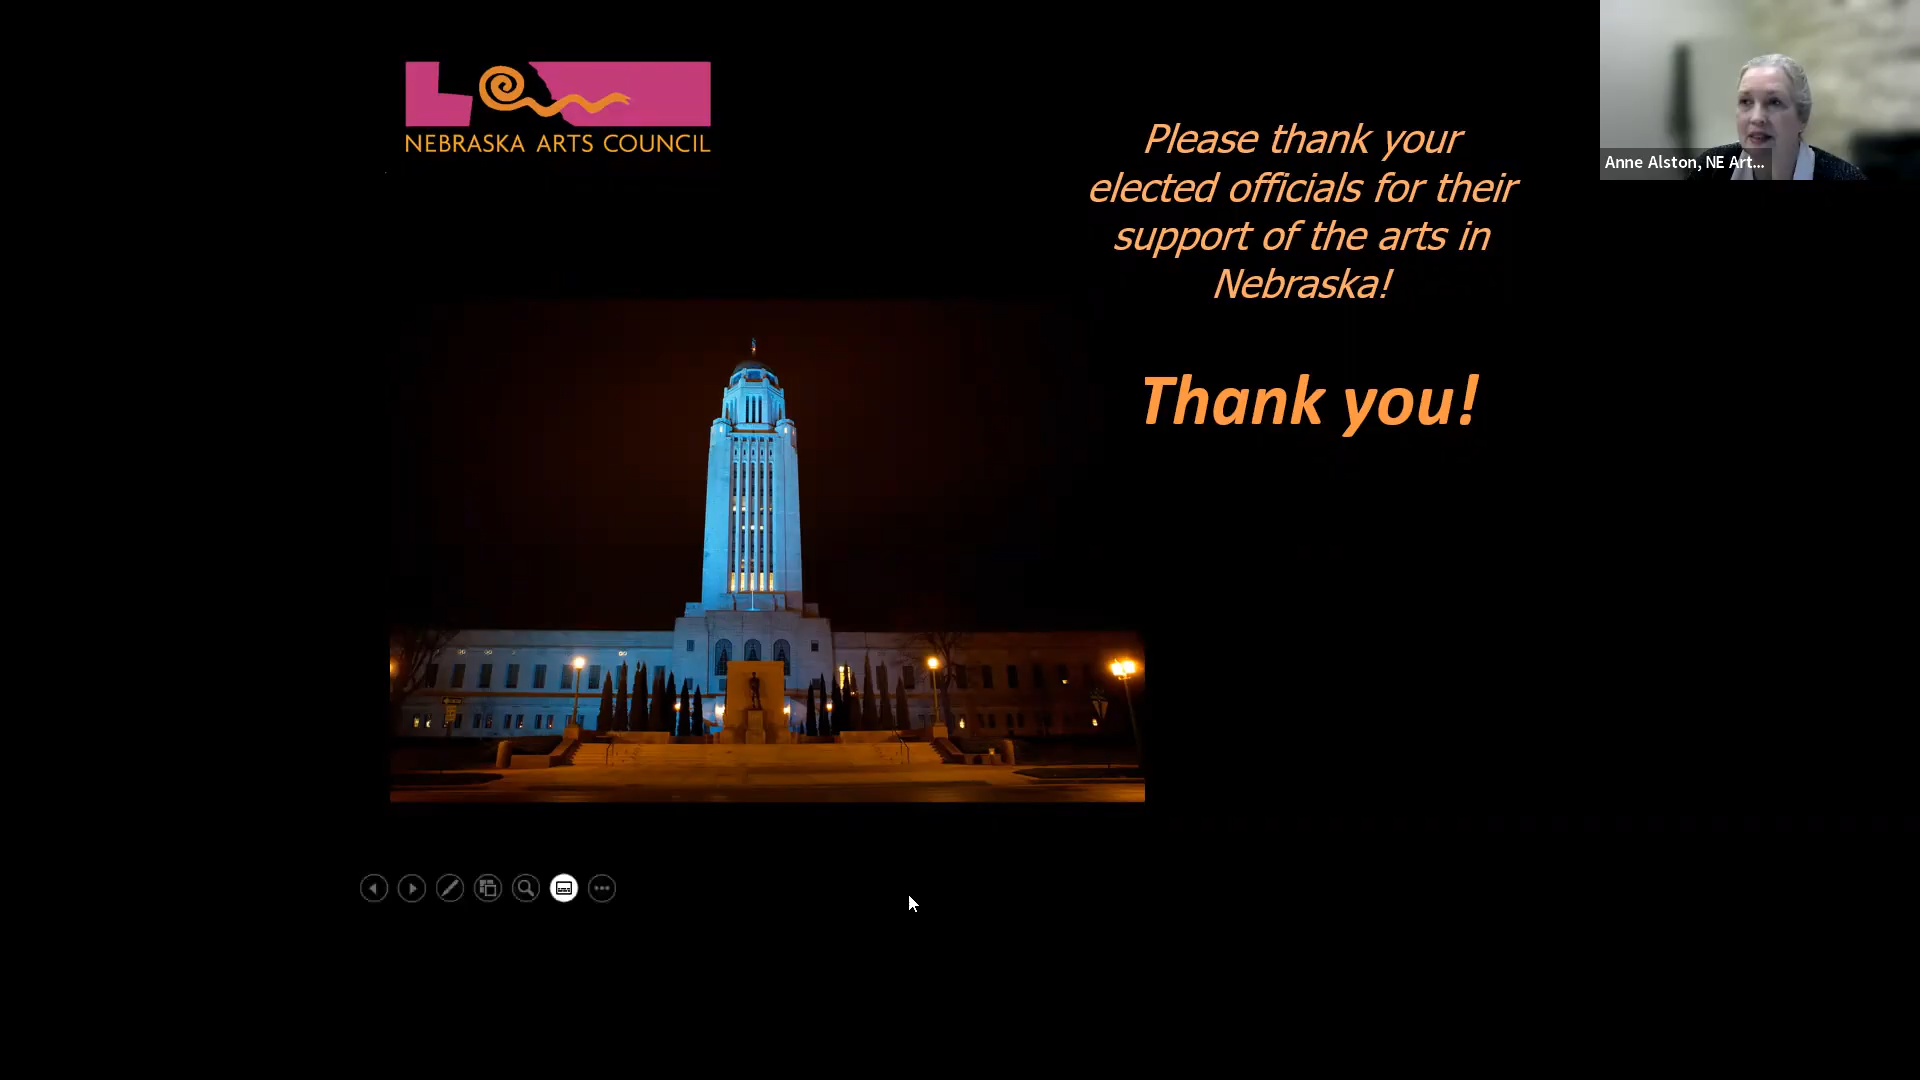 NEBRASKA ARTS COUNCIL
Please thank your
elected officials for their
support of the arts in
Nebraska!
Thank you!
Anne Alston, NE Art...